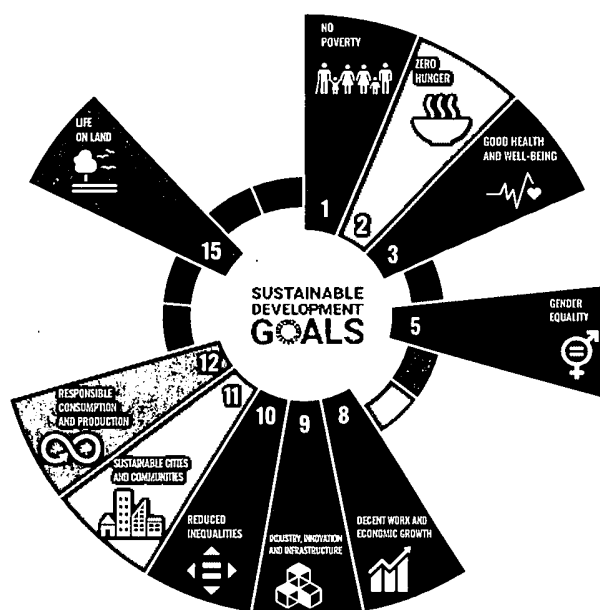 NO
POVERTY
1
ZERO
HUNGER
2
GOOD HEALTH
AND WELL-BEING
3
GENDER
EQUALITY
5
DECENT WORK AND
ECONOMIC GROWTH
8
INDUSTRY, INNOVATION
AND INFRASTRUCTURE
9
REDUCED
INEQUALITIES
10
SUSTAINABLE CITIES
AND COMMUNITIES
11
RESPONSIBLE
CONSUMPTION
AND PRODUCTION
12
LIFE
ON LAND
15
SUSTAINABLE
DEVELOPMENT
GOALS